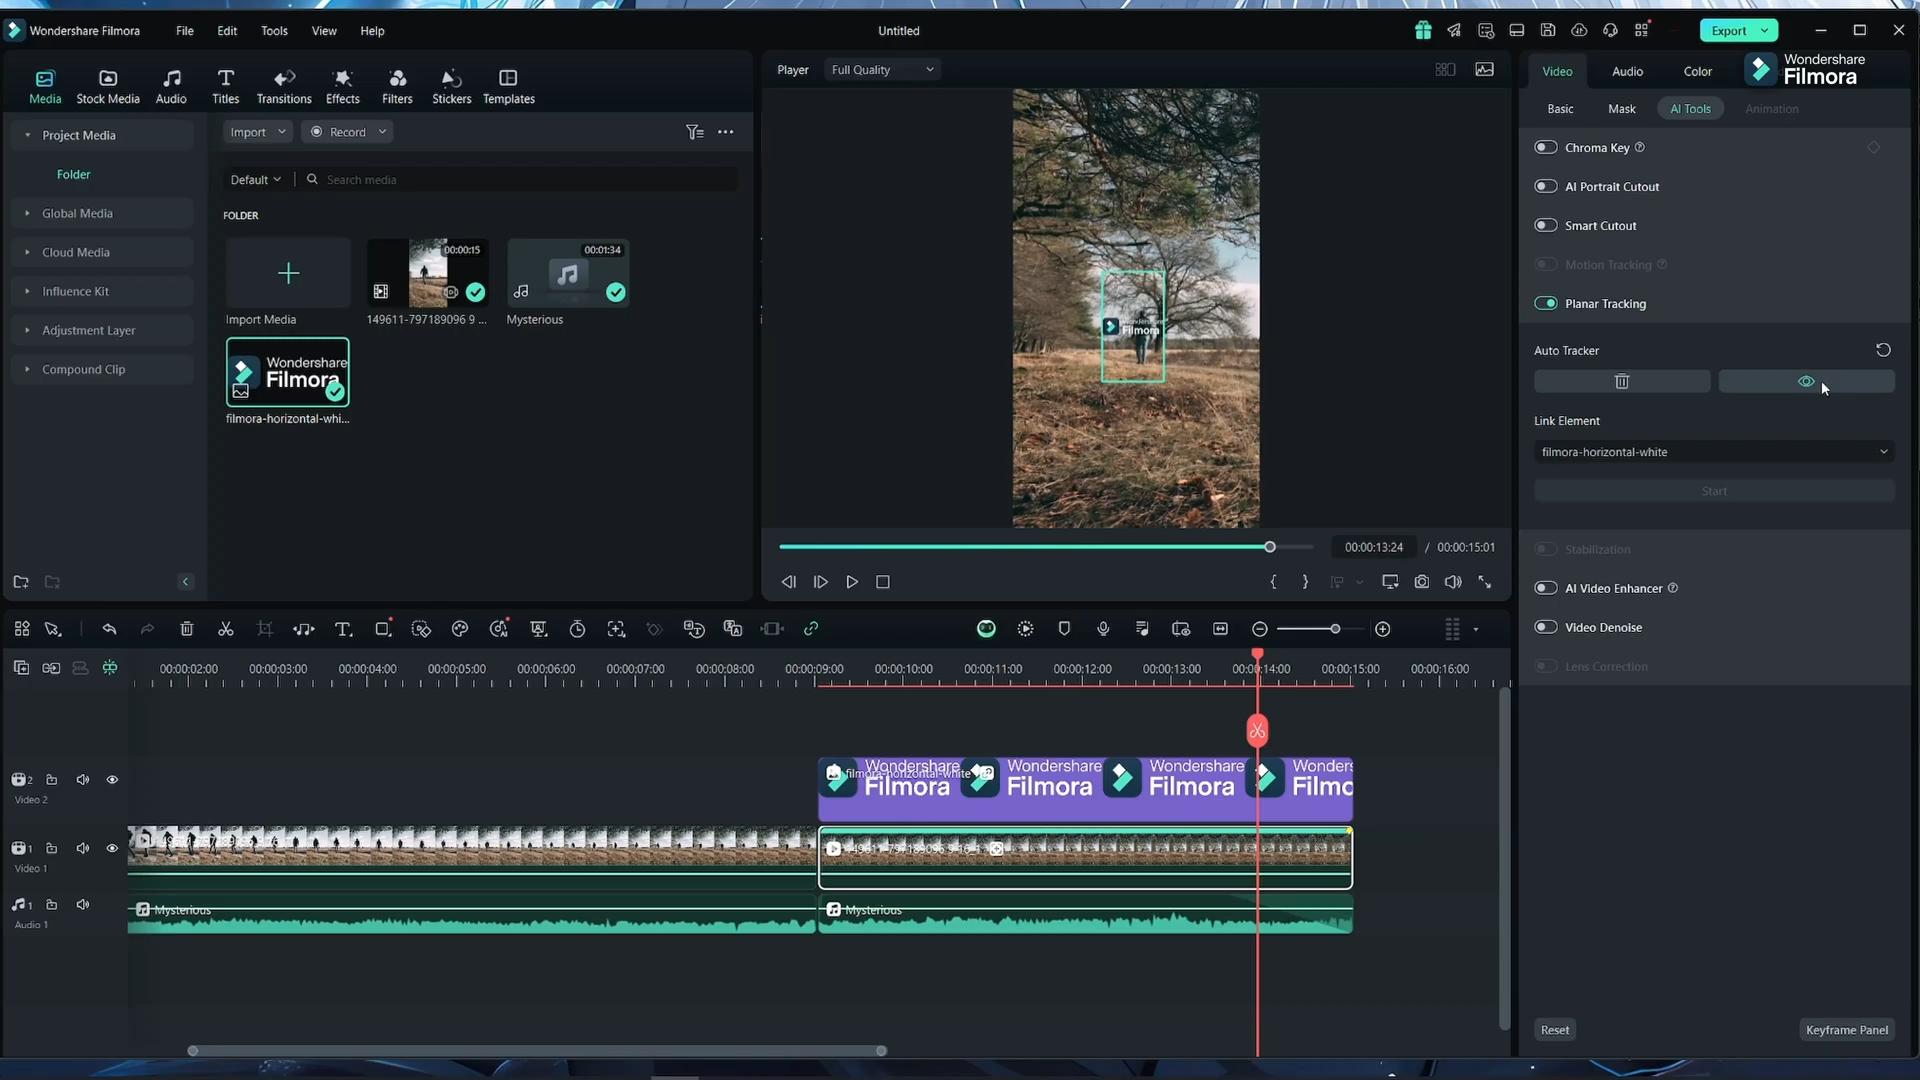 Wondershare Filmora
File
Edit
Tools
View
Help
Untitled
Export
Media
Stock Media
Audio
Titles
Transitions
Effects
Filters
Stickers
Templates
Player
Full Quality
Video
Audio
Color
Wondershare
Filmora
Basic
Mask
AI Tools
Animation
Project Media
Folder
Global Media
Cloud Media
Influence Kit
Adjustment Layer
Compound Clip
Import
Record
Default
Search media
FOLDER
Import Media
00:00:15
149611-797189096 9 ...
00:01:34
Mysterious
Wondershare
Filmora
filmora-horizontal-whi...
Filmora
00:00:13:24 / 00:00:15:01
Chroma Key
AI Portrait Cutout
Smart Cutout
Motion Tracking
Planar Tracking
Auto Tracker
Link Element
filmora-horizontal-white
Start
Stabilization
AI Video Enhancer
Video Denoise
Lens Correction
Reset
Keyframe Panel
00:00:02:00 00:00:03:00 00:00:04:00 00:00:05:00 00:00:06:00 00:00:07:00 00:00:08:00 00:00:09:00 00:00:10:00 00:00:11:00 00:00:12:00 00:00:13:00 00:00:14:00 00:00:15:00 00:00:16:00
2
Video 2
filmora-horizontal-white
Wondershare Wondershare Wondershare Wonders
Filmora Filmora Filmora Filmo
1
Video 1
1
Audio 1
Mysterious
Mysterious